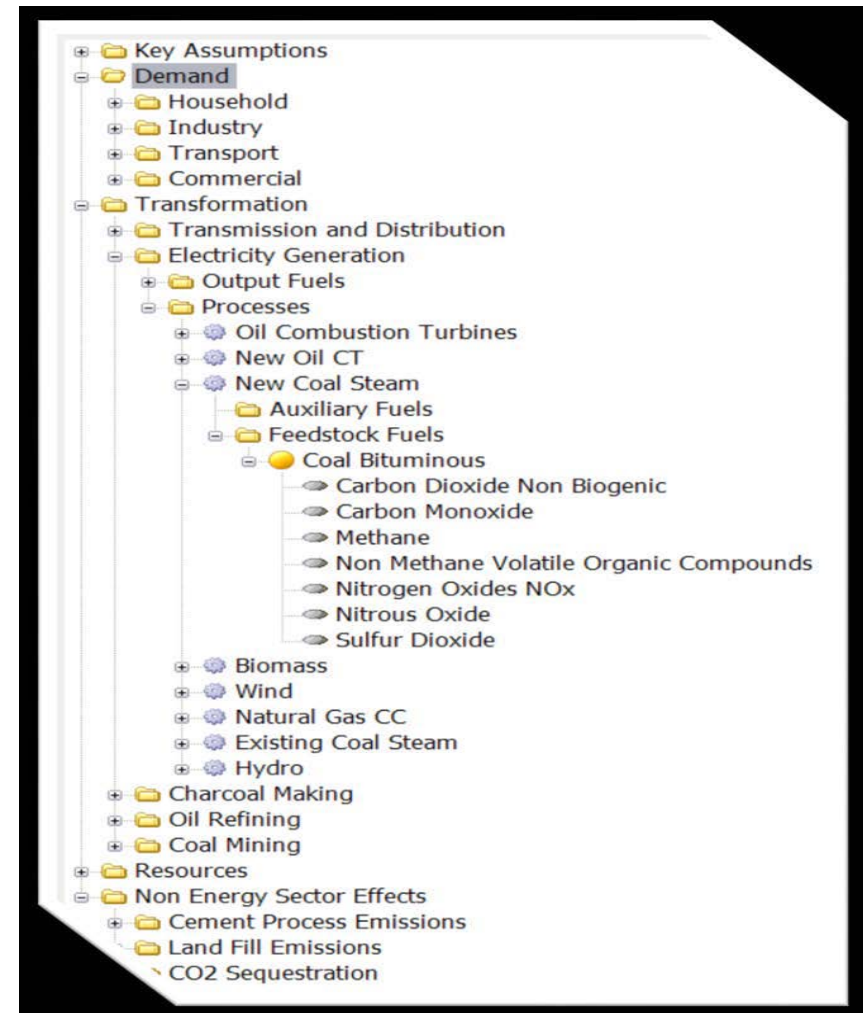 Key Assumptions
Demand
Household
Industry
Transport
Commercial
Transformation
Transmission and Distribution
Electricity Generation
Output Fuels
Processes
Oil Combustion Turbines
New Oil CT
New Coal Steam
Auxiliary Fuels
Feedstock Fuels
Coal Bituminous
Carbon Dioxide Non Biogenic
Carbon Monoxide
Methane
Non Methane Volatile Organic Compounds
Nitrogen Oxides NOx
Nitrous Oxide
Sulfur Dioxide
Biomass
Wind
Natural Gas CC
Existing Coal Steam
Hydro
Charcoal Making
Oil Refining
Coal Mining
Resources
Non Energy Sector Effects
Cement Process Emissions
Land Fill Emissions
CO2 Sequestration